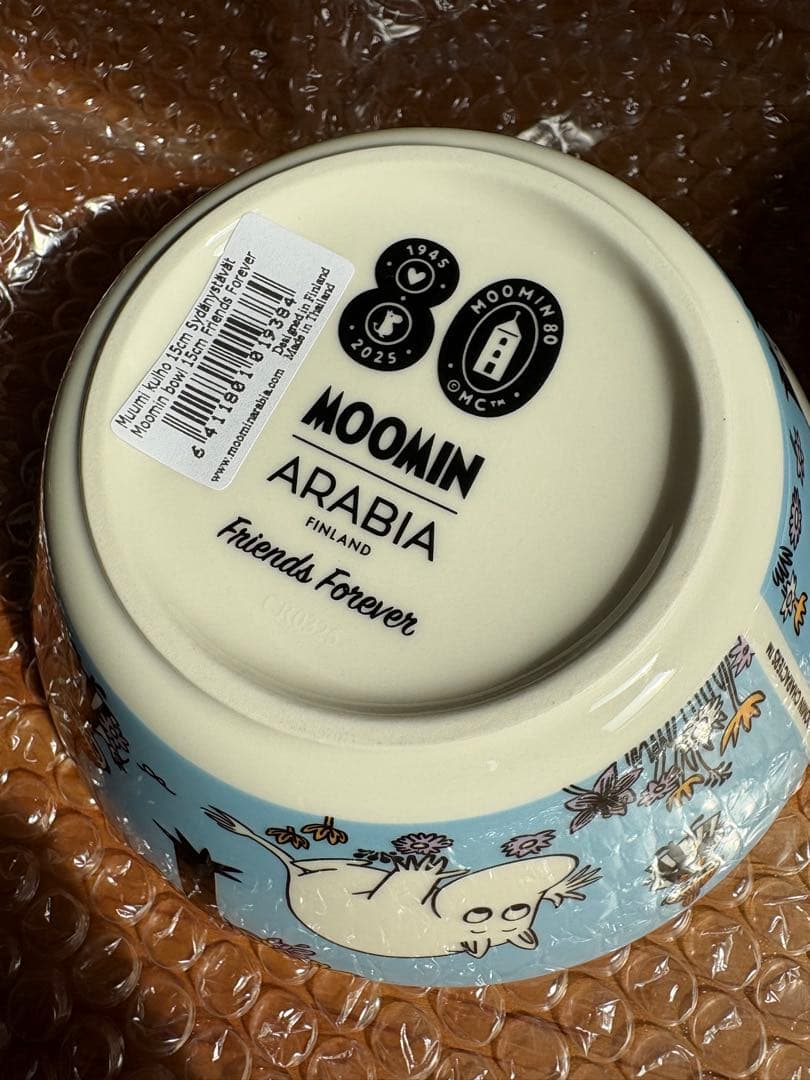 Muumi kulho 15cm Sydänystävät
Moomin bowl 15cm Friends Forever
6 411801 019384
Designed in Finland
Made in Thailand
www.moominarabia.com
1945
2025
MOOMIN 80
©MC™
80
MOOMIN
ARABIA
FINLAND
Friends Forever